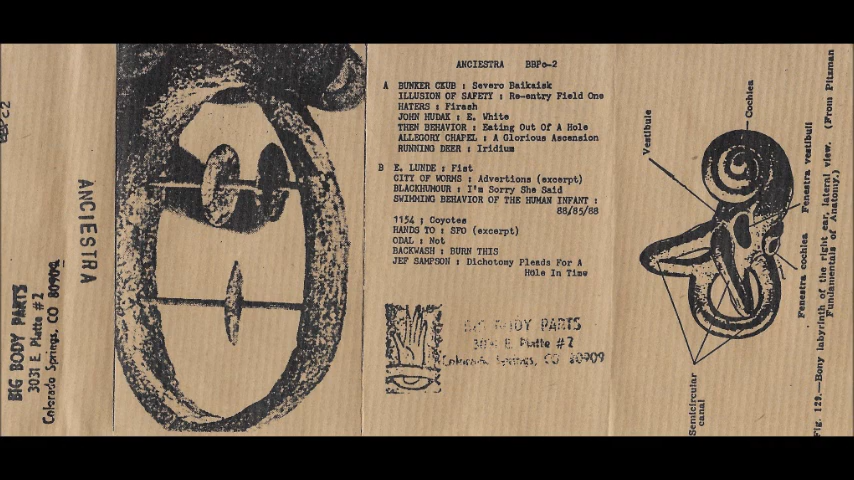 BBPc2
ANCIESTRA
BIG BODY PARTS
3031 E. Platte #2
Colorado Springs, CO 80909
ANCIESTRA BBPc-2
A BUNKER CLUB : Severo Baikaisk
ILLUSION OF SAFETY : Re-entry Field One
HATERS : Firesh
JOHN HUDAK : E. White
THEN BEHAVIOR : Eating Out Of A Hole
ALLEGORY CHAPEL : A Glorious Ascension
RUNNING DEER : Iridium
B E. LUNDE : Fist
CITY OF WORMS : Advertions (excerpt)
BLACKHUMOUR : I'm Sorry She Said
SWIMMING BEHAVIOR OF THE HUMAN INFANT :
88/85/88
1154 ; Coyotes
HANDS TO : SFO (excerpt)
ODAL : Not
BACKWASH : BURN THIS
JEF SAMPSON : Dichotomy Pleads For A
Hole In Time
BIG BODY PARTS
3031 E. Platte #2
Colorado Springs, CO 80909
Vestibule
Cochlea
Fenestra vestibuli
Fenestra cochlea
Semicircular
canal
Fig. 129.—Bony labyrinth of the right ear, lateral view. (From Pitzman
Fundamentals of Anatomy.)